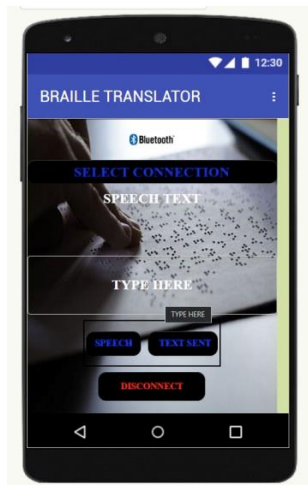 12:30
BRAILLE TRANSLATOR
Bluetooth
SELECT CONNECTION
SPEECH TEXT
TYPE HERE
TYPE HERE
SPEECH TEXT SENT
DISCONNECT